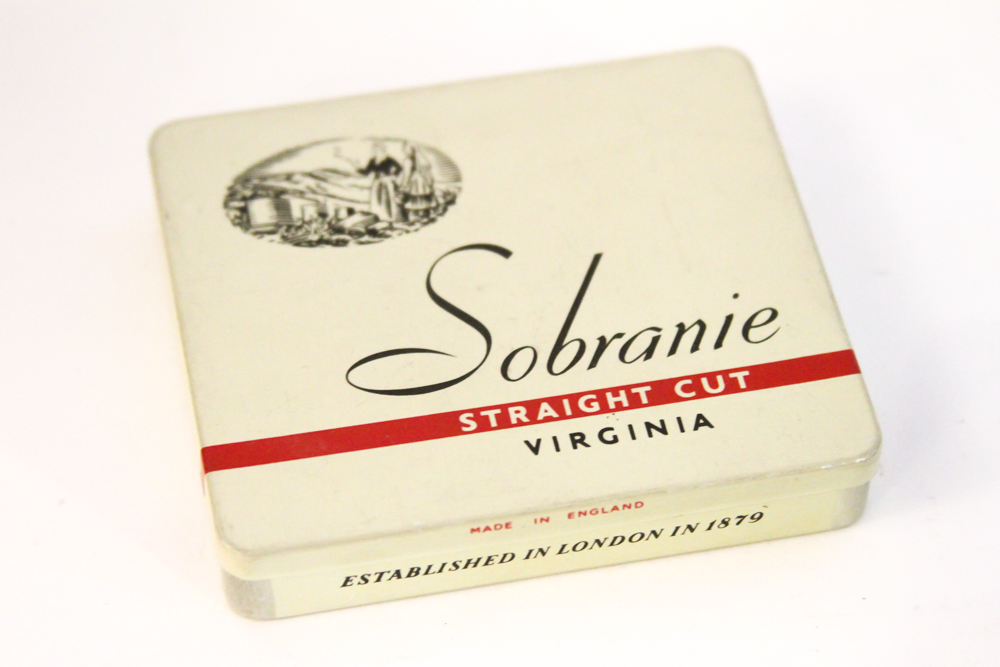 Sobranie
STRAIGHT CUT
VIRGINIA
MADE IN ENGLAND
ESTABLISHED IN LONDON IN 1879